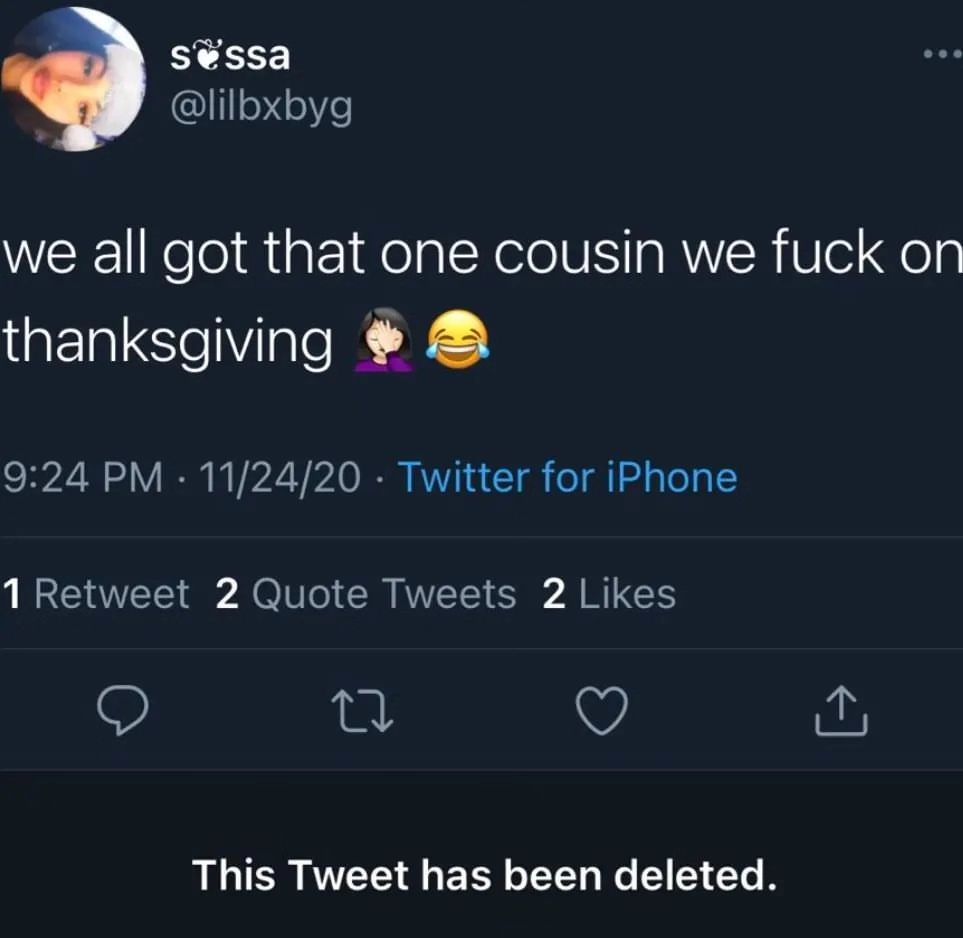 s❦ssa
@lilbxbyg
we all got that one cousin we fuck on
thanksgiving 🤦🏻‍♀️😂
9:24 PM · 11/24/20 · Twitter for iPhone
1 Retweet 2 Quote Tweets 2 Likes
This Tweet has been deleted.